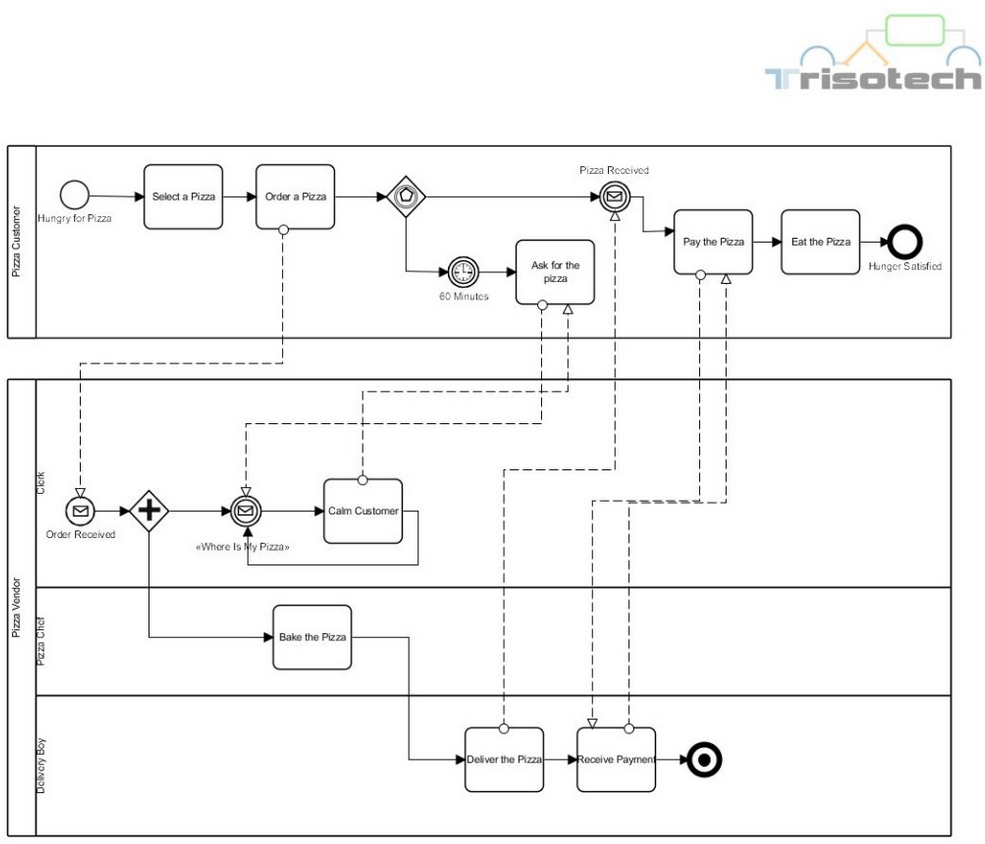 Trisotech
Pizza Customer
Hungry for Pizza
Select a Pizza
Order a Pizza
60 Minutes
Ask for the
pizza
Pizza Received
Pay the Pizza
Eat the Pizza
Hunger Satisfied
Pizza Vendor
Clerk
Order Received
«Where Is My Pizza»
Calm Customer
Pizza Chef
Bake the Pizza
Delivery Boy
Deliver the Pizza
Receive Payment